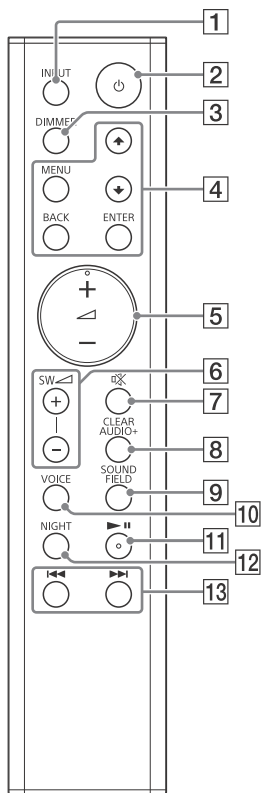 1
INPUT
2
DIMMER
3
MENU
4
BACK ENTER
+
5
−
6
SW
+
7
−
CLEAR
AUDIO+
8
SOUND
FIELD
9
VOICE
10
NIGHT
11
12
13